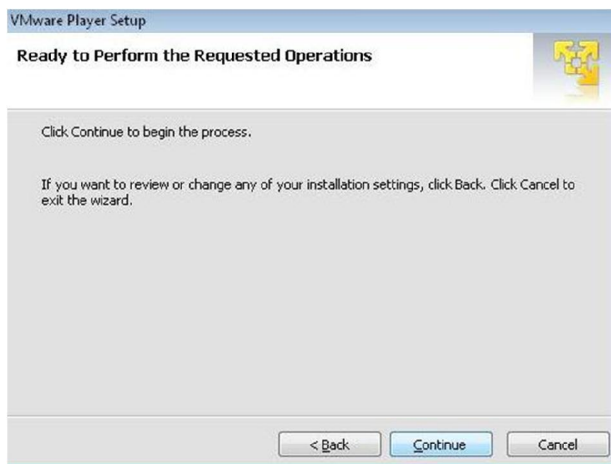 VMware Player Setup
Ready to Perform the Requested Operations
Click Continue to begin the process.
If you want to review or change any of your installation settings, click Back. Click Cancel to
exit the wizard.
< Back
Continue
Cancel